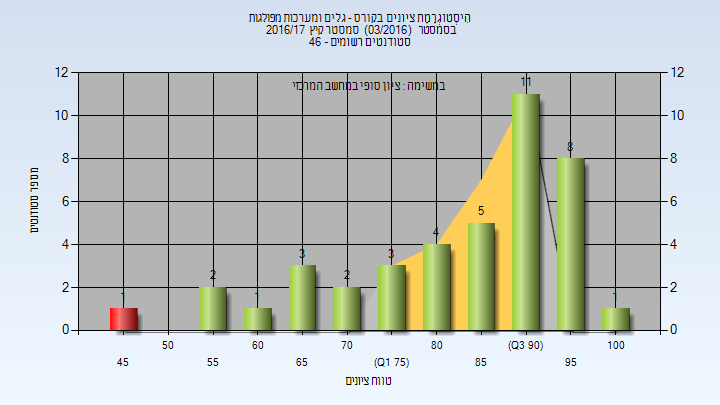 היסטוגרמת ציונים בקורס - גלים ומערכות מפולגות
בסמסטר (03/2016) סמסטר קיץ 2016/17
סטודנטים רשומים - 46
במשימה : ציון סופי במחשב המרכזי
12 12
10 10
8 8
6 6
4 4
2 2
0 0
1 2 1 3 2 3 4 5 11 8 1
מספר סטודנטים
50 60 70 80 (Q3 90) 100
45 55 65 (Q1 75) 85 95
טווח ציונים